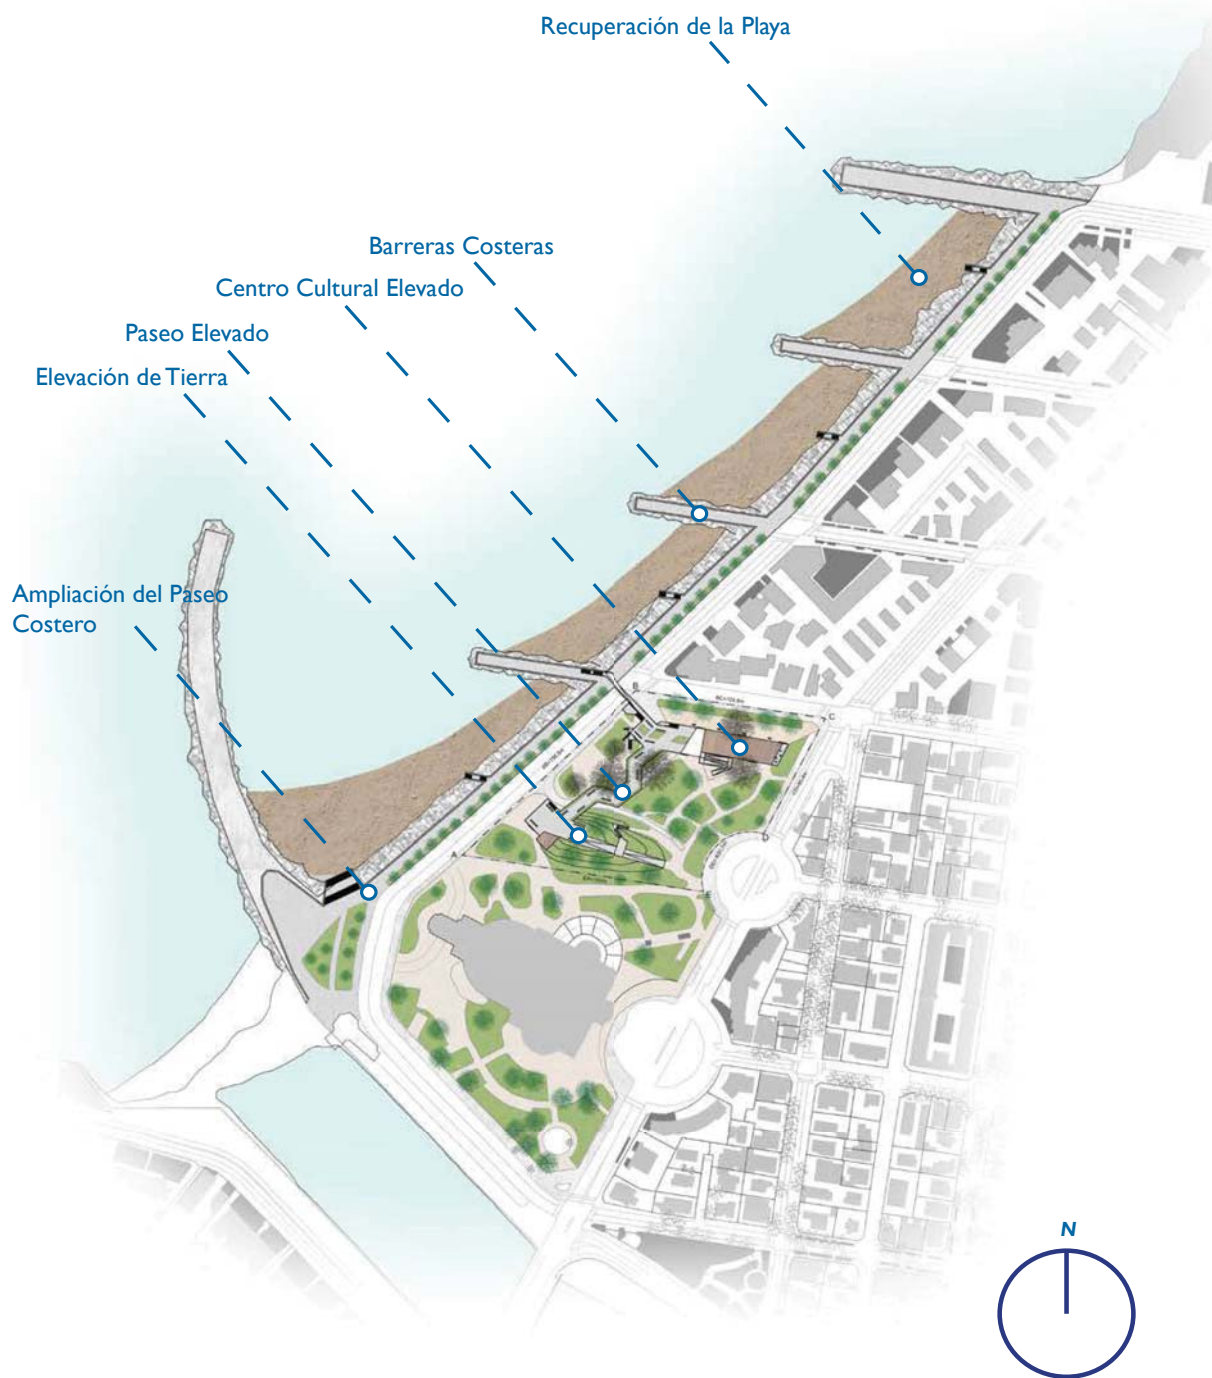 Recuperación de la Playa
Barreras Costeras
Centro Cultural Elevado
Paseo Elevado
Elevación de Tierra
Ampliación del Paseo
Costero
B
C
A
D
E
N